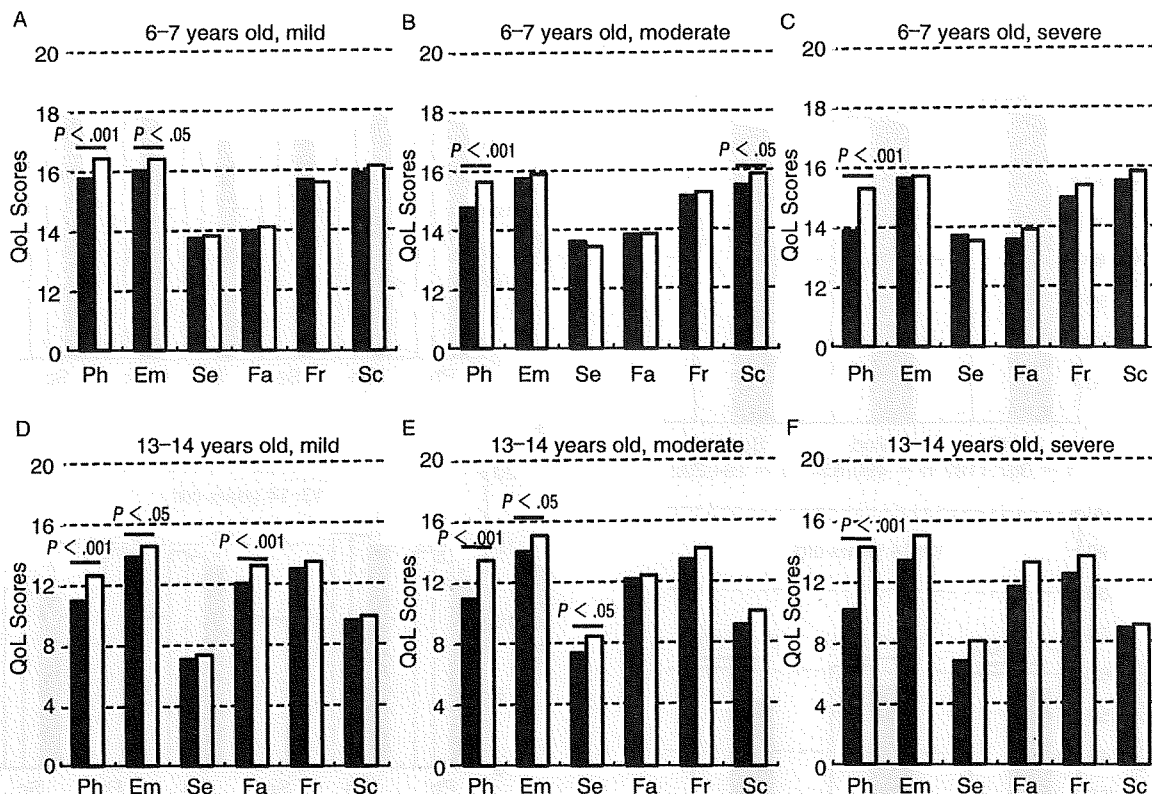 A
6–7 years old, mild
QoL Scores
20
18
16
14
12
0
P < .001
P < .05
Ph Em Se Fa Fr Sc
B
6–7 years old, moderate
QoL Scores
20
18
16
14
12
0
P < .001
P < .05
Ph Em Se Fa Fr Sc
C
6–7 years old, severe
QoL Scores
20
18
16
14
12
0
P < .001
Ph Em Se Fa Fr Sc
D
13–14 years old, mild
QoL Scores
20
16
12
8
4
0
P < .001
P < .05
P < .001
Ph Em Se Fa Fr Sc
E
13–14 years old, moderate
QoL Scores
20
16
12
8
4
0
P < .001
P < .05
P < .05
Ph Em Se Fa Fr Sc
F
13–14 years old, severe
QoL Scores
20
16
12
8
4
0
P < .001
Ph Em Se Fa Fr Sc